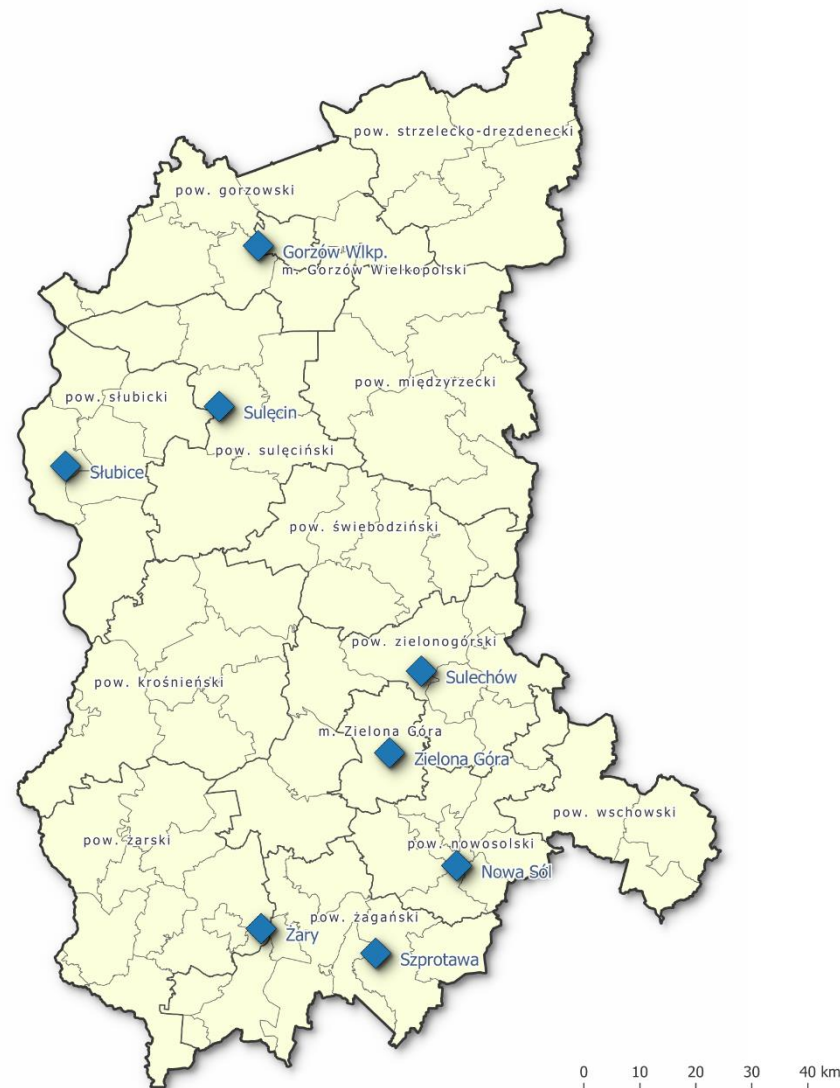 pow. strzelecko-drezdenecki
pow. gorzowski
Gorzów Wlkp.
m. Gorzów Wielkopolski
pow. międzyrzecki
pow. słubicki
Sulęcin
pow. sulęciński
Słubice
pow. świebodziński
pow. zielonogórski
Sulechów
pow. krośnieński
m. Zielona Góra
Zielona Góra
pow. wschowski
pow. żarski
pow. nowosolski
Nowa Sól
pow. żagański
Żary
Szprotawa
0 10 20 30 40 km